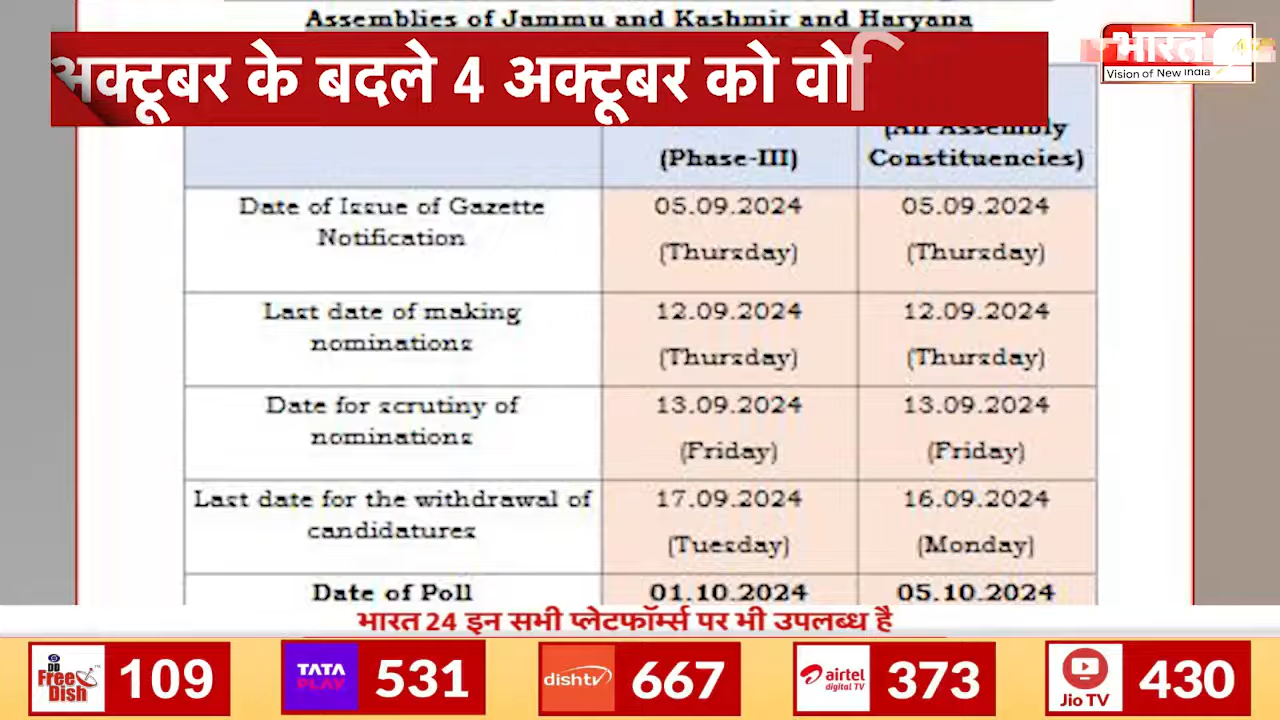 Assemblies of Jammu and Kashmir and Haryana
अक्टूबर के बदले 4 अक्टूबर को
भारत
Vision of New India
(All Assembly
(Phase-III)
Constituencies)
Date of Issue of Gazette
Notification
05.09.2024
(Thursday)
05.09.2024
(Thursday)
Last date of making
nominations
12.09.2024
(Thursday)
12.09.2024
(Thursday)
Date for scrutiny of
nominations
13.09.2024
(Friday)
13.09.2024
(Friday)
Last date for the withdrawal of
candidatures
17.09.2024
(Tuesday)
16.09.2024
(Monday)
Date of Poll
01.10.2024
05.10.2024
भारत 24 इन सभी प्लेटफॉर्म्स पर भी उपलब्ध है
DD
Free
Dish
109
TATA
PLAY
531
dishtv
667
airtel
digital TV
373
Jio TV
430